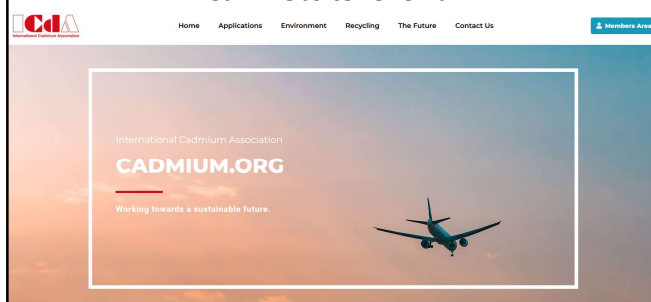 ICdA
International Cadmium Association
Home Applications Environment Recycling The Future Contact Us
Members Area
International Cadmium Association
CADMIUM.ORG
Working towards a sustainable future.